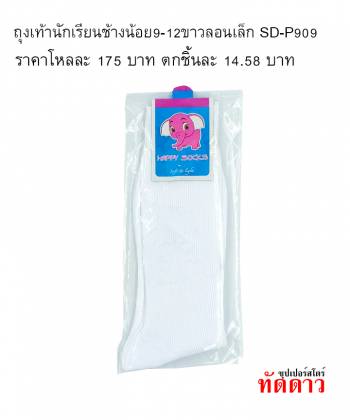 ถุงเท้านักเรียนช้างน้อย9-12ขาวลอนเล็ก SD-P909
ราคาโหลละ 175 บาท ตกชิ้นละ 14.58 บาท
HAPPY SOCKS
ซุปเปอร์สโตร์
ทัดดาว